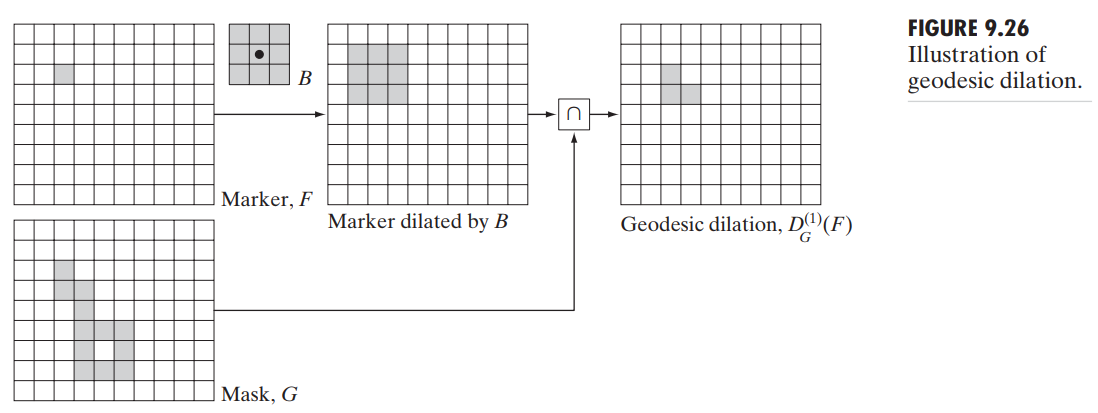 FIGURE 9.26
Illustration of
geodesic dilation.
B
∩
Marker, F
Marker dilated by B
Geodesic dilation, D_G^(1)(F)
Mask, G